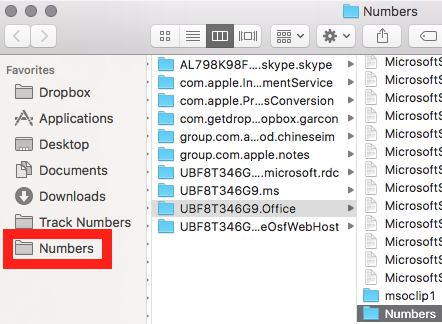 Numbers
Favorites
Dropbox
Applications
Desktop
Documents
Downloads
Track Numbers
Numbers
AL798K98F....skype.skype
com.apple.In...mentService
com.apple.Pr...sConversion
com.getdrop...opbox.garcon
group.com.a...od.chineseim
group.com.apple.notes
UBF8T346G....microsoft.rdc
UBF8T346G9.ms
UBF8T346G9.Office
UBF8T346G...eOsfWebHost
MicrosoftS
MicrosoftS
MicrosoftS
MicrosoftS
MicrosoftS
MicrosoftS
MicrosoftS
MicrosoftS
MicrosoftS
MicrosoftS
MicrosoftS
MicrosoftS
MicrosoftS
msoclip1
Numbers